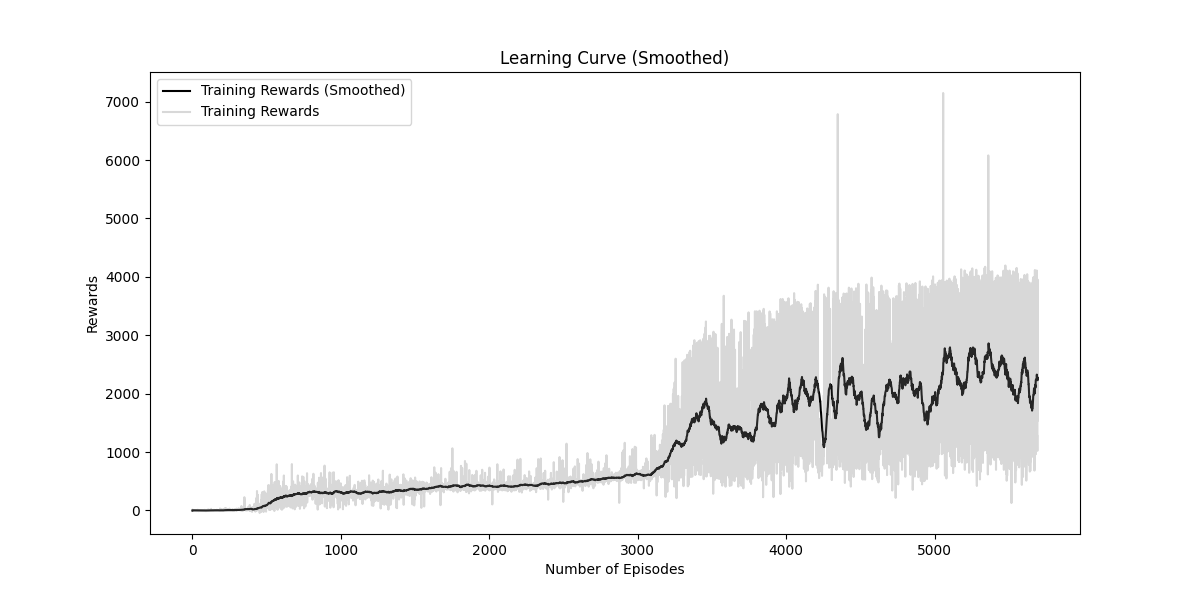 Learning Curve (Smoothed)
Training Rewards (Smoothed)
Training Rewards
7000
6000
5000
4000
3000
2000
1000
0
Rewards
0 1000 2000 3000 4000 5000
Number of Episodes